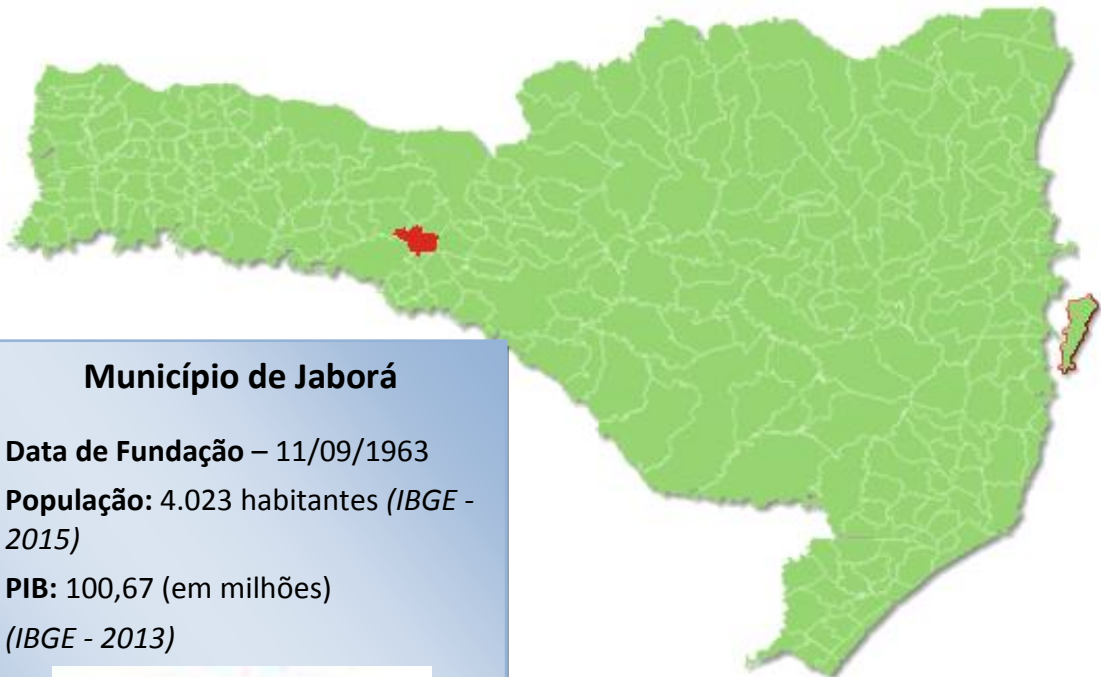 Município de Jaborá
Data de Fundação – 11/09/1963
População: 4.023 habitantes (IBGE -
2015)
PIB: 100,67 (em milhões)
(IBGE - 2013)